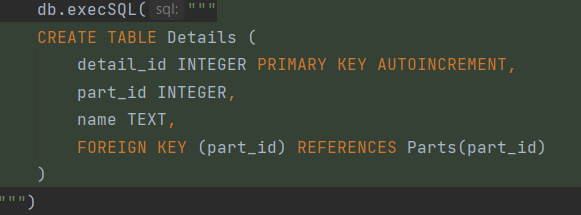 db.execSQL( sql: """
CREATE TABLE Details (
    detail_id INTEGER PRIMARY KEY AUTOINCREMENT,
    part_id INTEGER,
    name TEXT,
    FOREIGN KEY (part_id) REFERENCES Parts(part_id)
)
""")